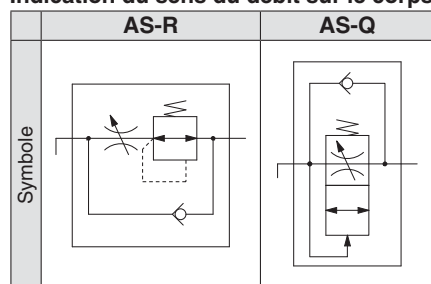 Indication du sens du débit sur le corps
AS-R AS-Q
Symbole